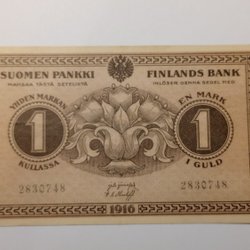 SUOMEN PANKKI
FINLANDS BANK
MAKSAA TÄSTÄ SETELISTÄ
INLÖSER DENNA SEDEL MED
YHDEN MARKAN
EN MARK
1
1
KULLASSA
I GULD
2830748
2830748
1916